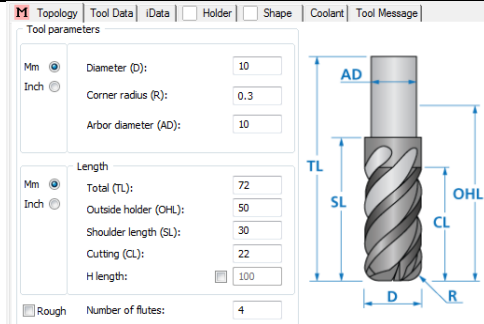 M Topology Tool Data iData Holder Shape Coolant Tool Message
Tool parameters
Mm
Inch
Diameter (D): 10
Corner radius (R): 0.3
Arbor diameter (AD): 10
Length
Mm
Inch
Total (TL): 72
Outside holder (OHL): 50
Shoulder length (SL): 30
Cutting (CL): 22
H length: 100
Rough Number of flutes: 4
AD
TL
OHL
SL
CL
D
R